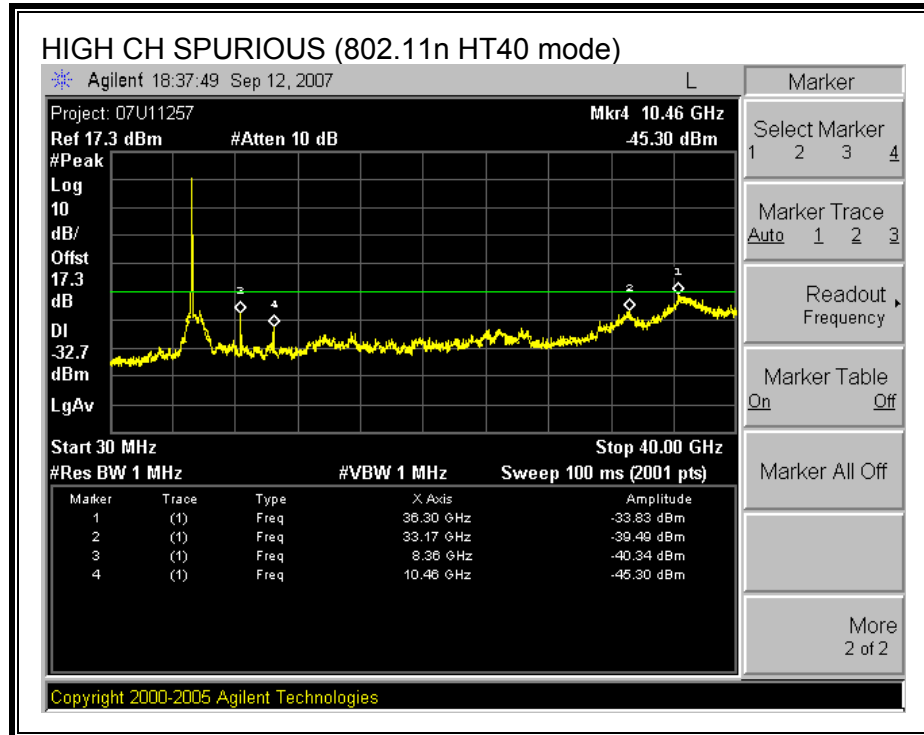 HIGH CH SPURIOUS (802.11n HT40 mode)
Agilent 18:37:49 Sep 12, 2007 L
Project: 07U11257 Mkr4 10.46 GHz
Ref 17.3 dBm #Atten 10 dB -45.30 dBm
#Peak
Log
10
dB/
Offst
17.3
dB
DI
-32.7
dBm
LgAv
1
2
3
4
Start 30 MHz Stop 40.00 GHz
#Res BW 1 MHz #VBW 1 MHz Sweep 100 ms (2001 pts)
Marker Trace Type X Axis Amplitude
1 (1) Freq 36.30 GHz -33.83 dBm
2 (1) Freq 33.17 GHz -39.49 dBm
3 (1) Freq 8.36 GHz -40.34 dBm
4 (1) Freq 10.46 GHz -45.30 dBm
Copyright 2000-2005 Agilent Technologies
Marker
Select Marker
1 2 3 4
Marker Trace
Auto 1 2 3
Readout
Frequency
Marker Table
On Off
Marker All Off
More
2 of 2